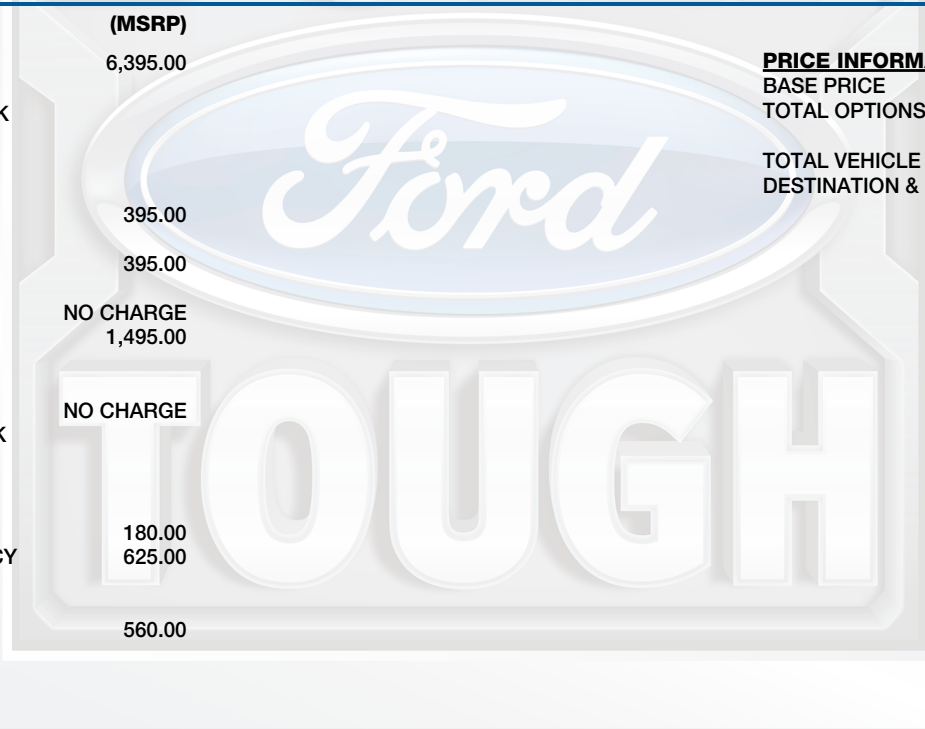 (MSRP)
6,395.00
PRICE INFORMA
BASE PRICE
K
TOTAL OPTIONS
TOTAL VEHICLE
DESTINATION &
395.00
395.00
NO CHARGE
1,495.00
NO CHARGE
K
180.00
CY 625.00
560.00
Ford
TOUGH